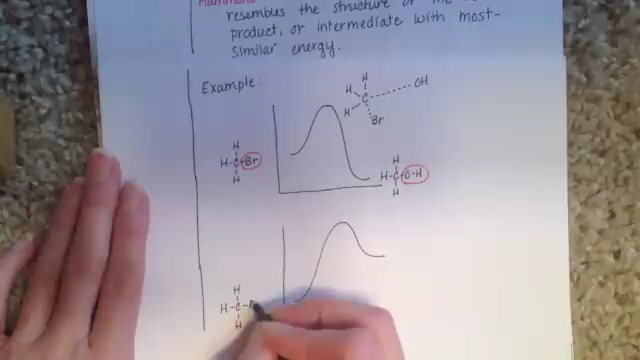 resembles the structure of the
product, or intermediate with most-
similar energy.
Example:
H
H
C
OH
H
Br
H
H-C-Br
H
H
H-C-O-H
H
H
H-C-
H